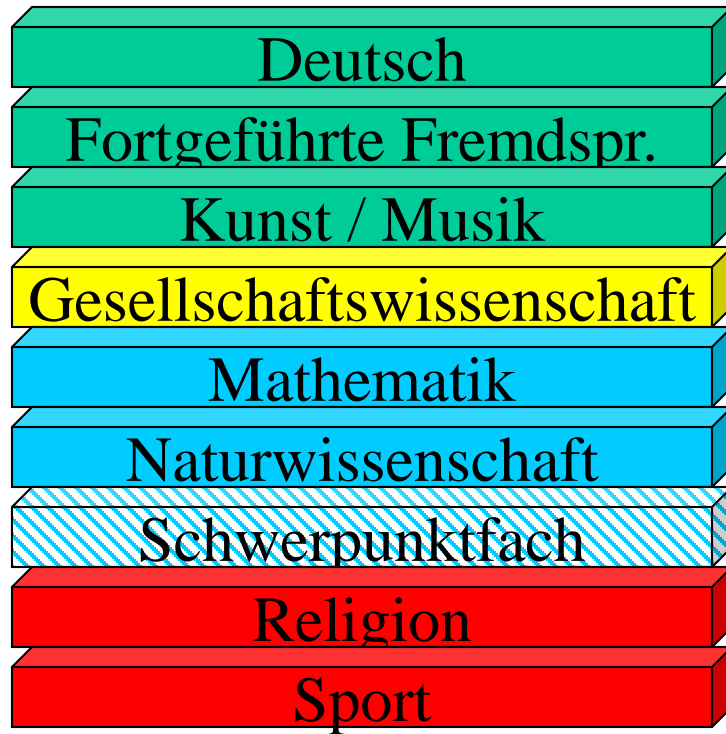 Deutsch
Fortgeführte Fremdspr.
Kunst / Musik
Gesellschaftswissenschaft
Mathematik
Naturwissenschaft
Schwerpunktfach
Religion
Sport